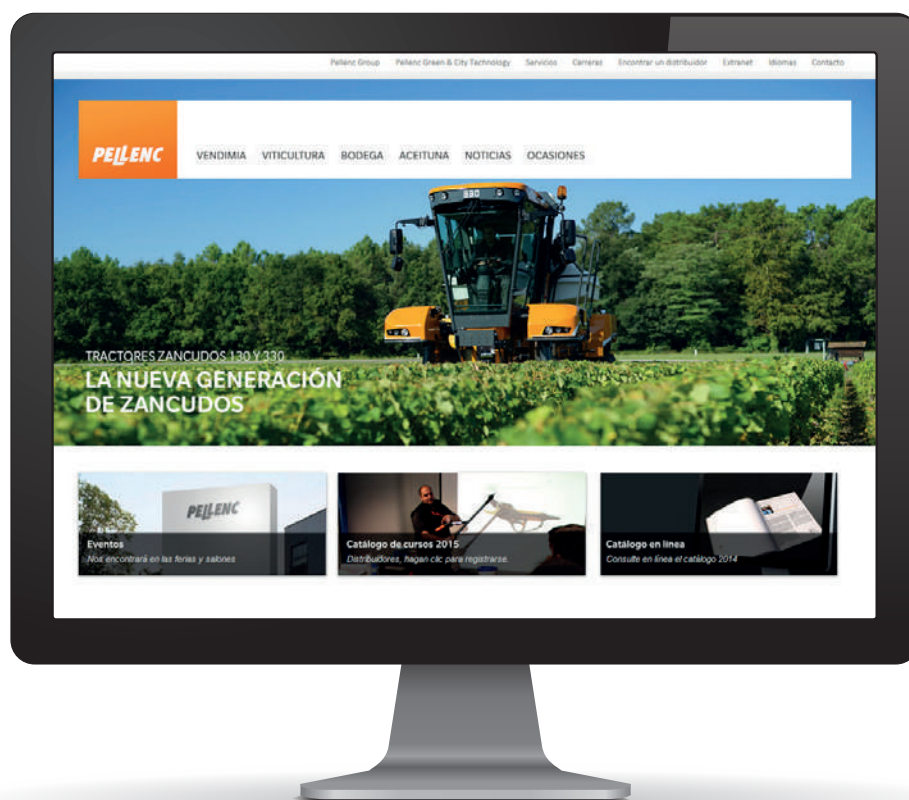 Pellenc Group Pellenc Green & City Technology Servicios Carreras Encontrar un distribuidor Extranet Idiomas Contacto
PELLENC
VENDIMIA VITICULTURA BODEGA ACEITUNA NOTICIAS OCASIONES
330
TRACTORES ZANCUDOS 130 Y 330
LA NUEVA GENERACIÓN
DE ZANCUDOS
PELLENC
Eventos
Nos encontrará en las ferias y salones
Catálogo de cursos 2015
Distribuidores, hagan clic para registrarse.
Catálogo en línea
Consulte en línea el catálogo 2014